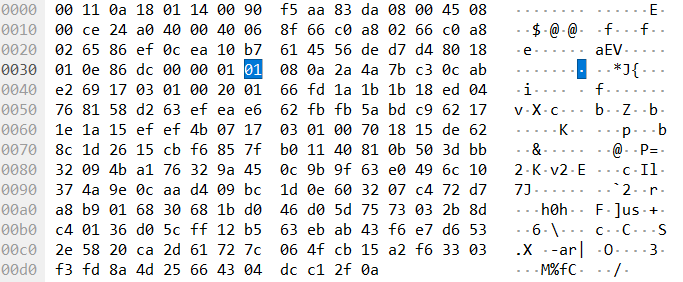 0000 00 11 0a 18 01 14 00 90 f5 aa 83 da 08 00 45 08 ··············E·
0010 00 ce 24 a0 40 00 40 06 8f 66 c0 a8 02 66 c0 a8 ··$·@·@··f···f··
0020 02 65 86 ef 0c ea 10 b7 61 45 56 de d7 d4 80 18 ·e······aEV·····
0030 01 0e 86 dc 00 00 01 01 08 0a 2a 4a 7b c3 0c ab ··········*J{···
0040 e2 69 17 03 01 00 20 01 66 fd 1a 1b 1b 18 ed 04 ·i···· ·f·······
0050 76 81 58 d2 63 ef ea e6 62 fb fb 5a bd c9 62 17 v·X·c···b··Z··b·
0060 1e 1a 15 ef ef 4b 07 17 03 01 00 70 18 15 de 62 ·····K·····p···b
0070 8c 1d 26 15 cb f6 85 7f b0 11 40 81 0b 50 3d bb ··&·······@··P=·
0080 32 09 4b a1 76 32 9a 45 0c 9b 9f 63 e0 49 6c 10 2·K·v2·E···c·Il·
0090 37 4a 9e 0c aa d4 09 bc 1d 0e 60 32 07 c4 72 d7 7J········`2··r·
00a0 a8 b9 01 68 30 68 1b d0 46 d0 5d 75 73 03 2b 8d ···h0h··F·]us·+·
00b0 c4 01 36 d0 5c ff 12 b5 63 eb ab 43 f6 e7 d6 53 ··6·\···c··C···S
00c0 2e 58 20 ca 2d 61 72 7c 06 4f cb 15 a2 f6 33 03 .X ·-ar|·O····3·
00d0 f3 fd 8a 4d 25 66 43 04 dc c1 2f 0a ···M%fC···/·